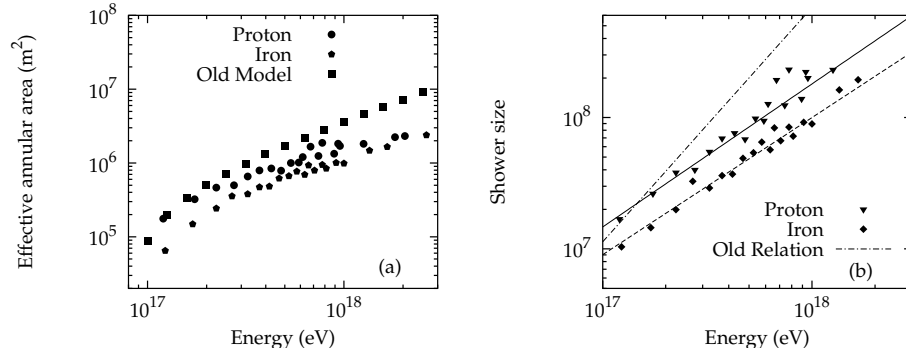 10^8
10^7
10^6
10^5
Effective annular area (m^2)
Proton
Iron
Old Model
(a)
10^17
10^18
Energy (eV)
10^8
10^7
Shower size
Proton
Iron
Old Relation
(b)
10^17
10^18
Energy (eV)